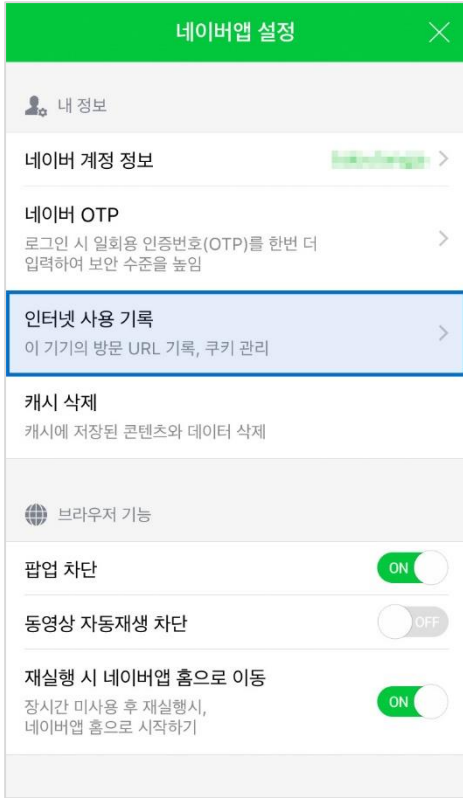 네이버앱 설정
내 정보
네이버 계정 정보
네이버 OTP
로그인 시 일회용 인증번호(OTP)를 한번 더
입력하여 보안 수준을 높임
인터넷 사용 기록
이 기기의 방문 URL 기록, 쿠키 관리
캐시 삭제
캐시에 저장된 콘텐츠와 데이터 삭제
브라우저 기능
팝업 차단 ON
동영상 자동재생 차단 OFF
재실행 시 네이버앱 홈으로 이동
장시간 미사용 후 재실행시, ON
네이버앱 홈으로 시작하기